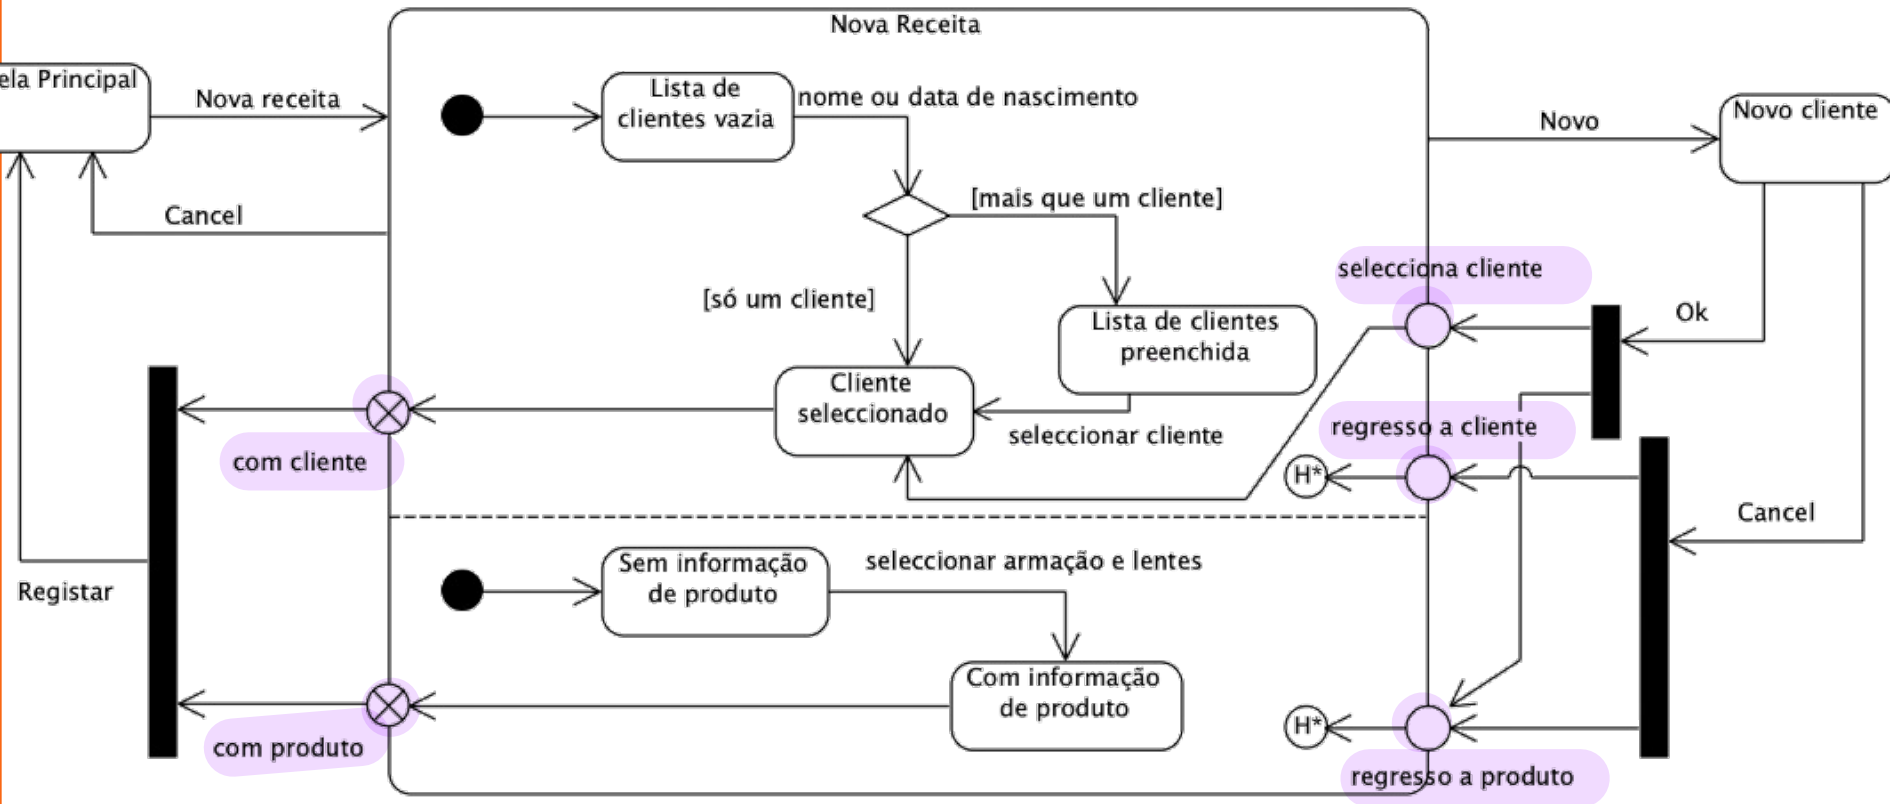 Nova Receita
ela Principal
Nova receita
Lista de
clientes vazia
nome ou data de nascimento
Novo
Novo cliente
Cancel
[mais que um cliente]
selecciona cliente
[só um cliente]
Lista de clientes
preenchida
Ok
Cliente
seleccionado
seleccionar cliente
regresso a cliente
com cliente
H*
Cancel
Sem informação
de produto
seleccionar armação e lentes
Registar
Com informação
de produto
H*
com produto
regresso a produto